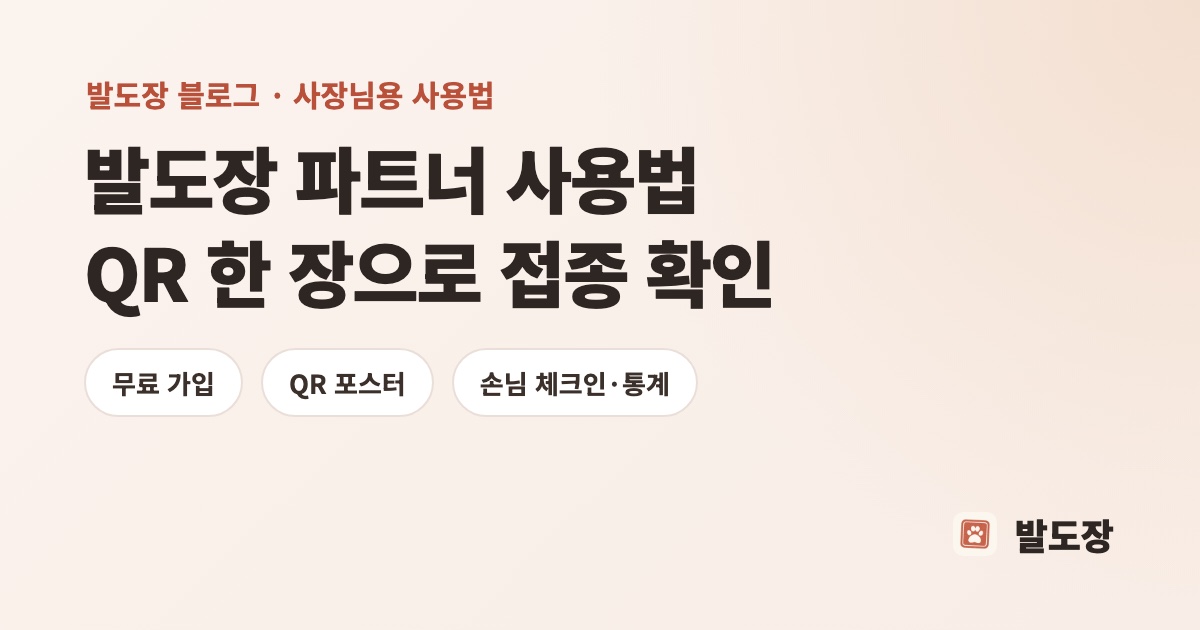 발도장 블로그 · 사장님용 사용법
발도장 파트너 사용법
QR 한 장으로 접종 확인
무료 가입
QR 포스터
손님 체크인·통계
발도장